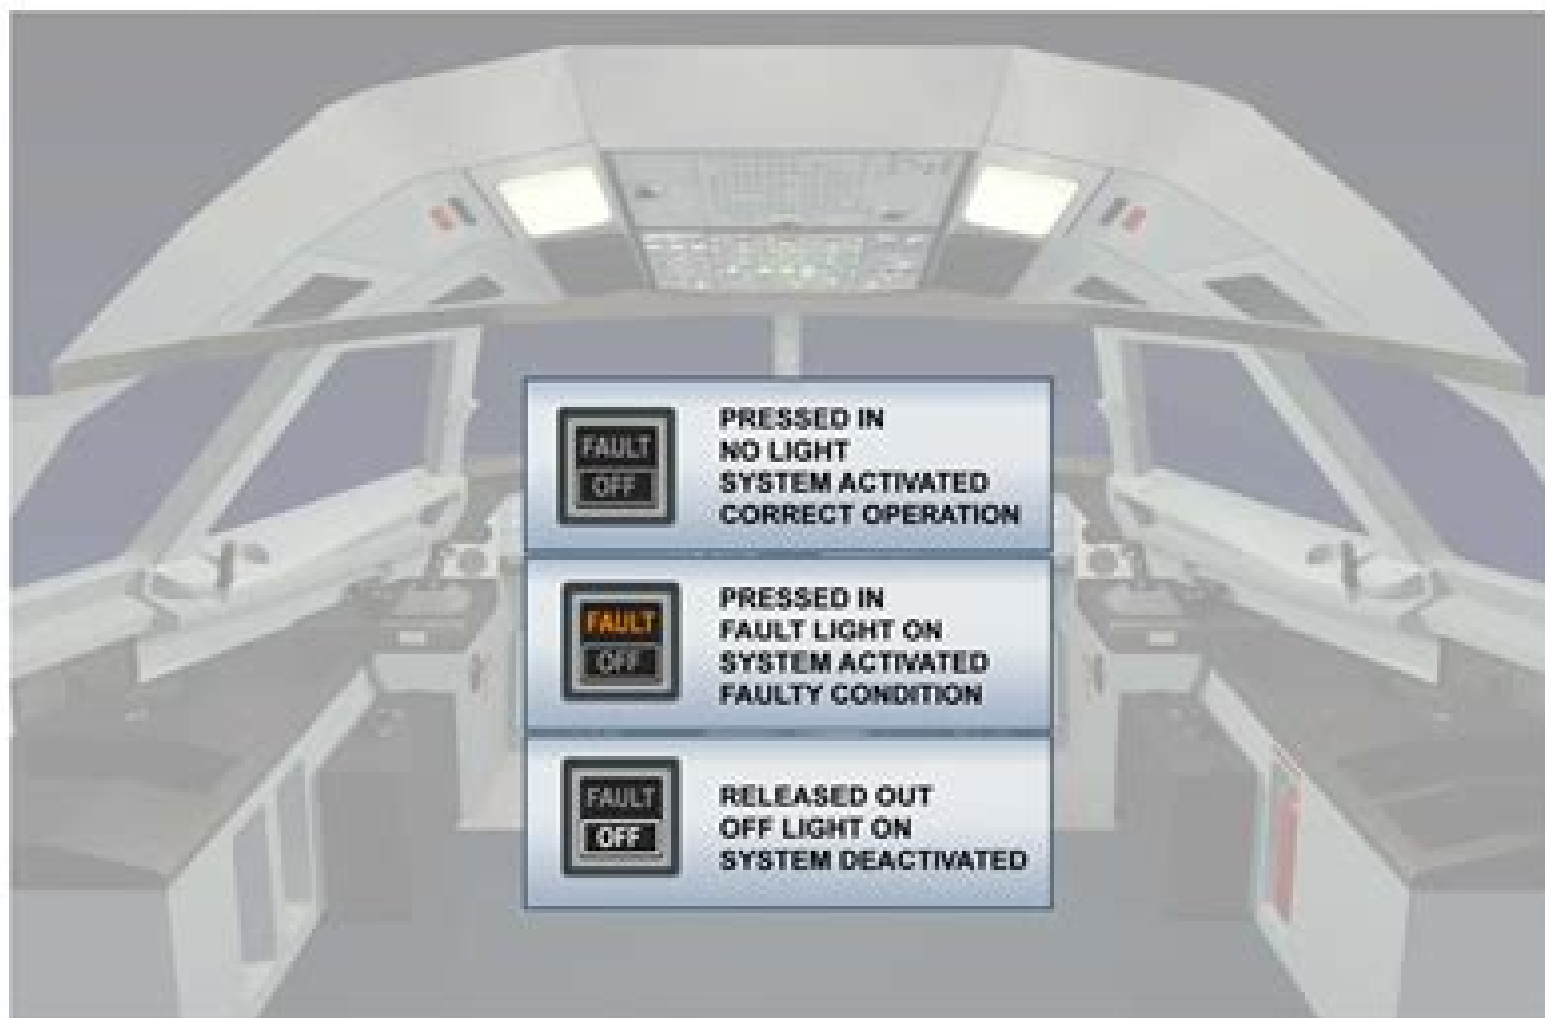 FAULT
OFF
PRESSED IN
NO LIGHT
SYSTEM ACTIVATED
CORRECT OPERATION
FAULT
OFF
PRESSED IN
FAULT LIGHT ON
SYSTEM ACTIVATED
FAULTY CONDITION
FAULT
OFF
RELEASED OUT
OFF LIGHT ON
SYSTEM DEACTIVATED